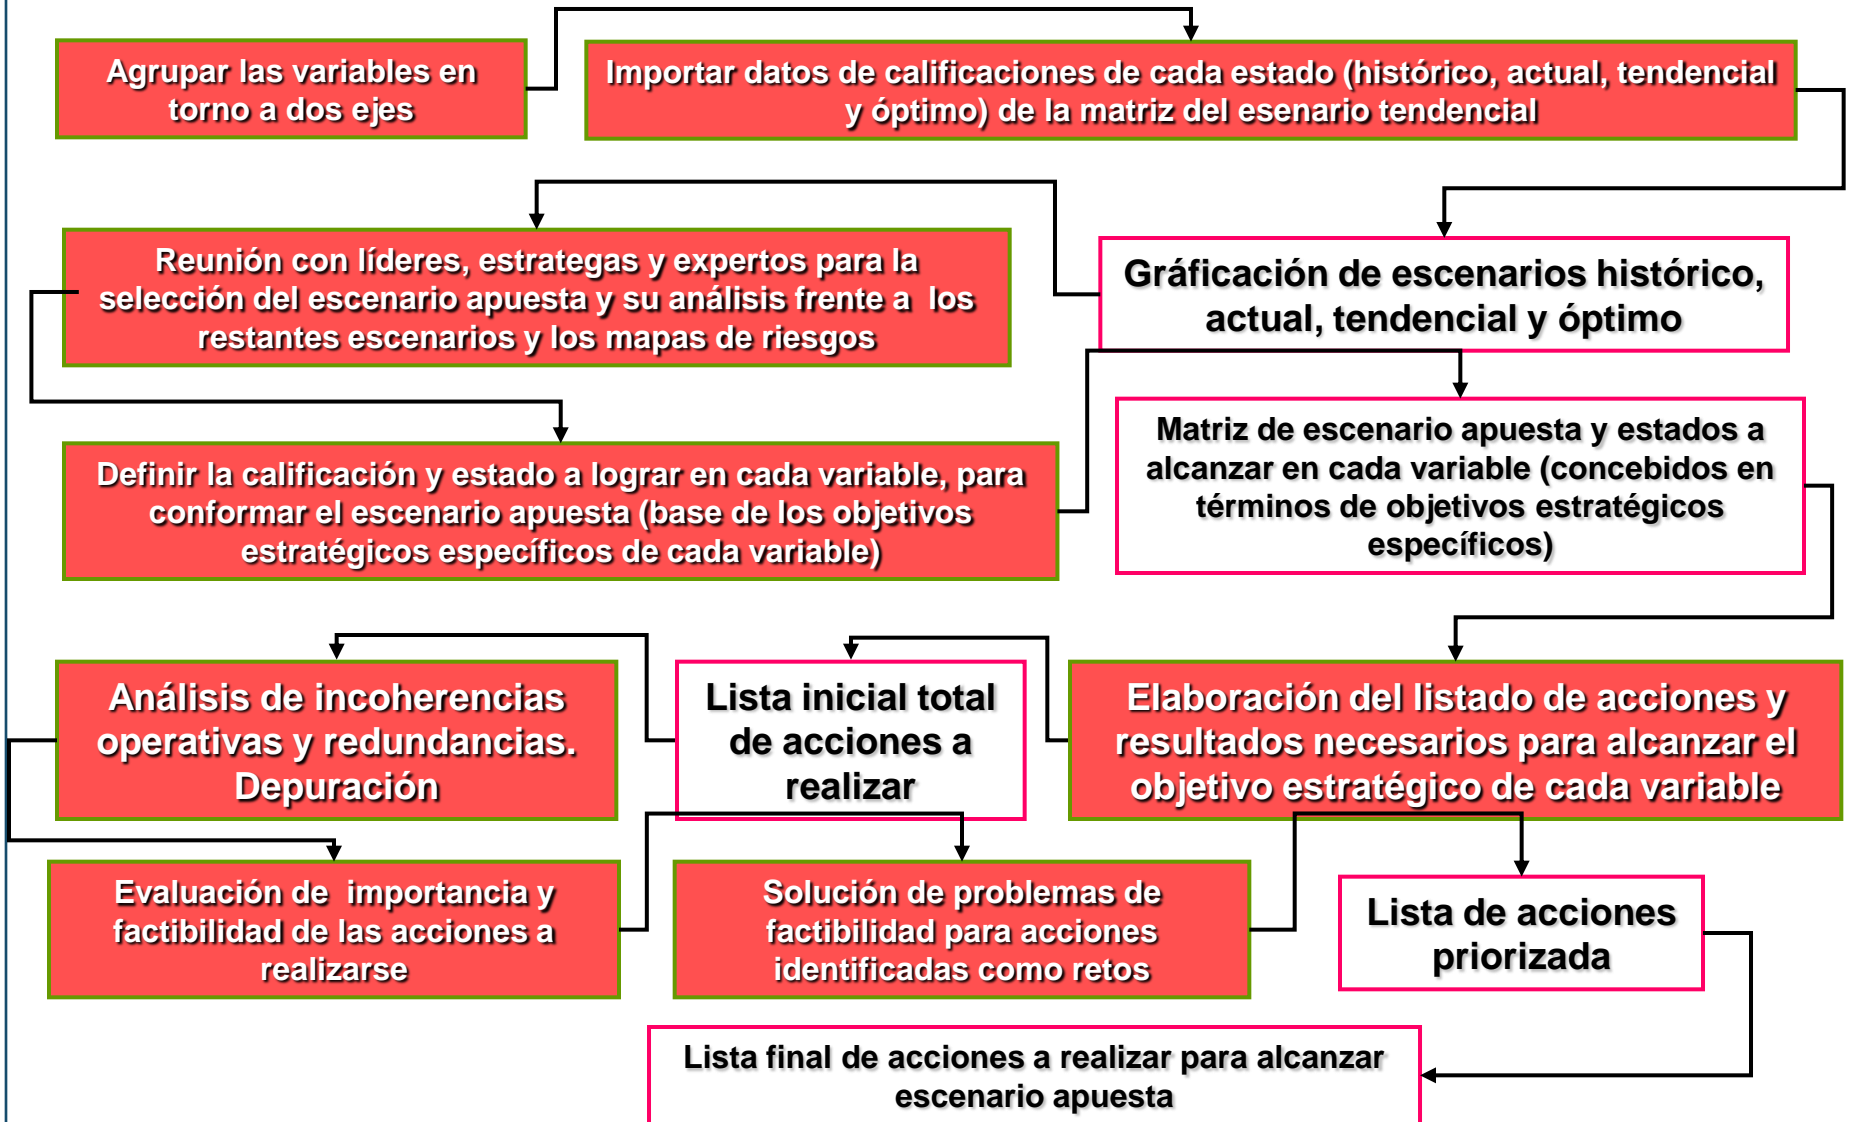 Agrupar las variables en
torno a dos ejes
Importar datos de calificaciones de cada estado (histórico, actual, tendencial
y óptimo) de la matriz del esenario tendencial
Reunión con líderes, estrategas y expertos para la
selección del escenario apuesta y su análisis frente a los
restantes escenarios y los mapas de riesgos
Gráficación de escenarios histórico,
actual, tendencial y óptimo
Definir la calificación y estado a lograr en cada variable, para
conformar el escenario apuesta (base de los objetivos
estratégicos específicos de cada variable)
Matriz de escenario apuesta y estados a
alcanzar en cada variable (concebidos en
términos de objetivos estratégicos
específicos)
Análisis de incoherencias
operativas y redundancias.
Depuración
Lista inicial total
de acciones a
realizar
Elaboración del listado de acciones y
resultados necesarios para alcanzar el
objetivo estratégico de cada variable
Evaluación de importancia y
factibilidad de las acciones a
realizarse
Solución de problemas de
factibilidad para acciones
identificadas como retos
Lista de acciones
priorizada
Lista final de acciones a realizar para alcanzar
escenario apuesta